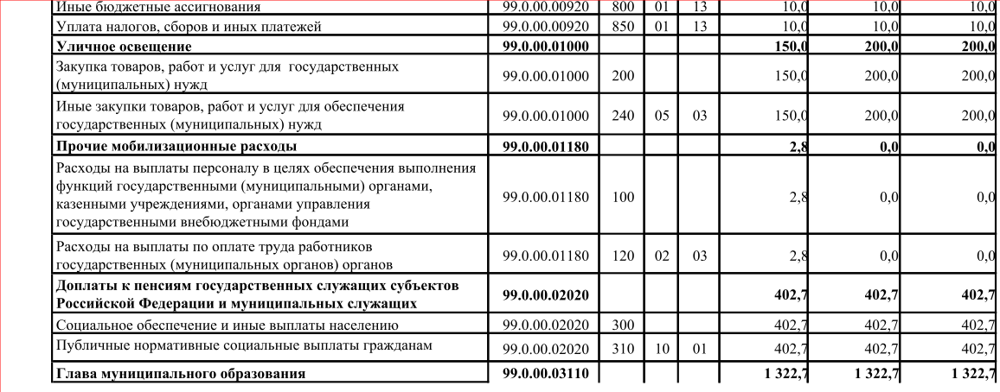 Иные бюджетные ассигнования 99.0.00.00920 800 01 13 10,0 10,0 10,0
Уплата налогов, сборов и иных платежей 99.0.00.00920 850 01 13 10,0 10,0 10,0
Уличное освещение 99.0.00.01000 150,0 200,0 200,0
Закупка товаров, работ и услуг для государственных
(муниципальных) нужд 99.0.00.01000 200 150,0 200,0 200,0
Иные закупки товаров, работ и услуг для обеспечения
государственных (муниципальных) нужд 99.0.00.01000 240 05 03 150,0 200,0 200,0
Прочие мобилизационные расходы 99.0.00.01180 2,8 0,0 0,0
Расходы на выплаты персоналу в целях обеспечения выполнения
функций государственными (муниципальными) органами,
казенными учреждениями, органами управления
государственными внебюджетными фондами 99.0.00.01180 100 2,8 0,0 0,0
Расходы на выплаты по оплате труда работников
государственных (муниципальных органов) органов 99.0.00.01180 120 02 03 2,8 0,0 0,0
Доплаты к пенсиям государственных служащих субъектов
Российской Федерации и муниципальных служащих 99.0.00.02020 402,7 402,7 402,7
Социальное обеспечение и иные выплаты населению 99.0.00.02020 300 402,7 402,7 402,7
Публичные нормативные социальные выплаты гражданам 99.0.00.02020 310 10 01 402,7 402,7 402,7
Глава муниципального образования 99.0.00.03110 1 322,7 1 322,7 1 322,7